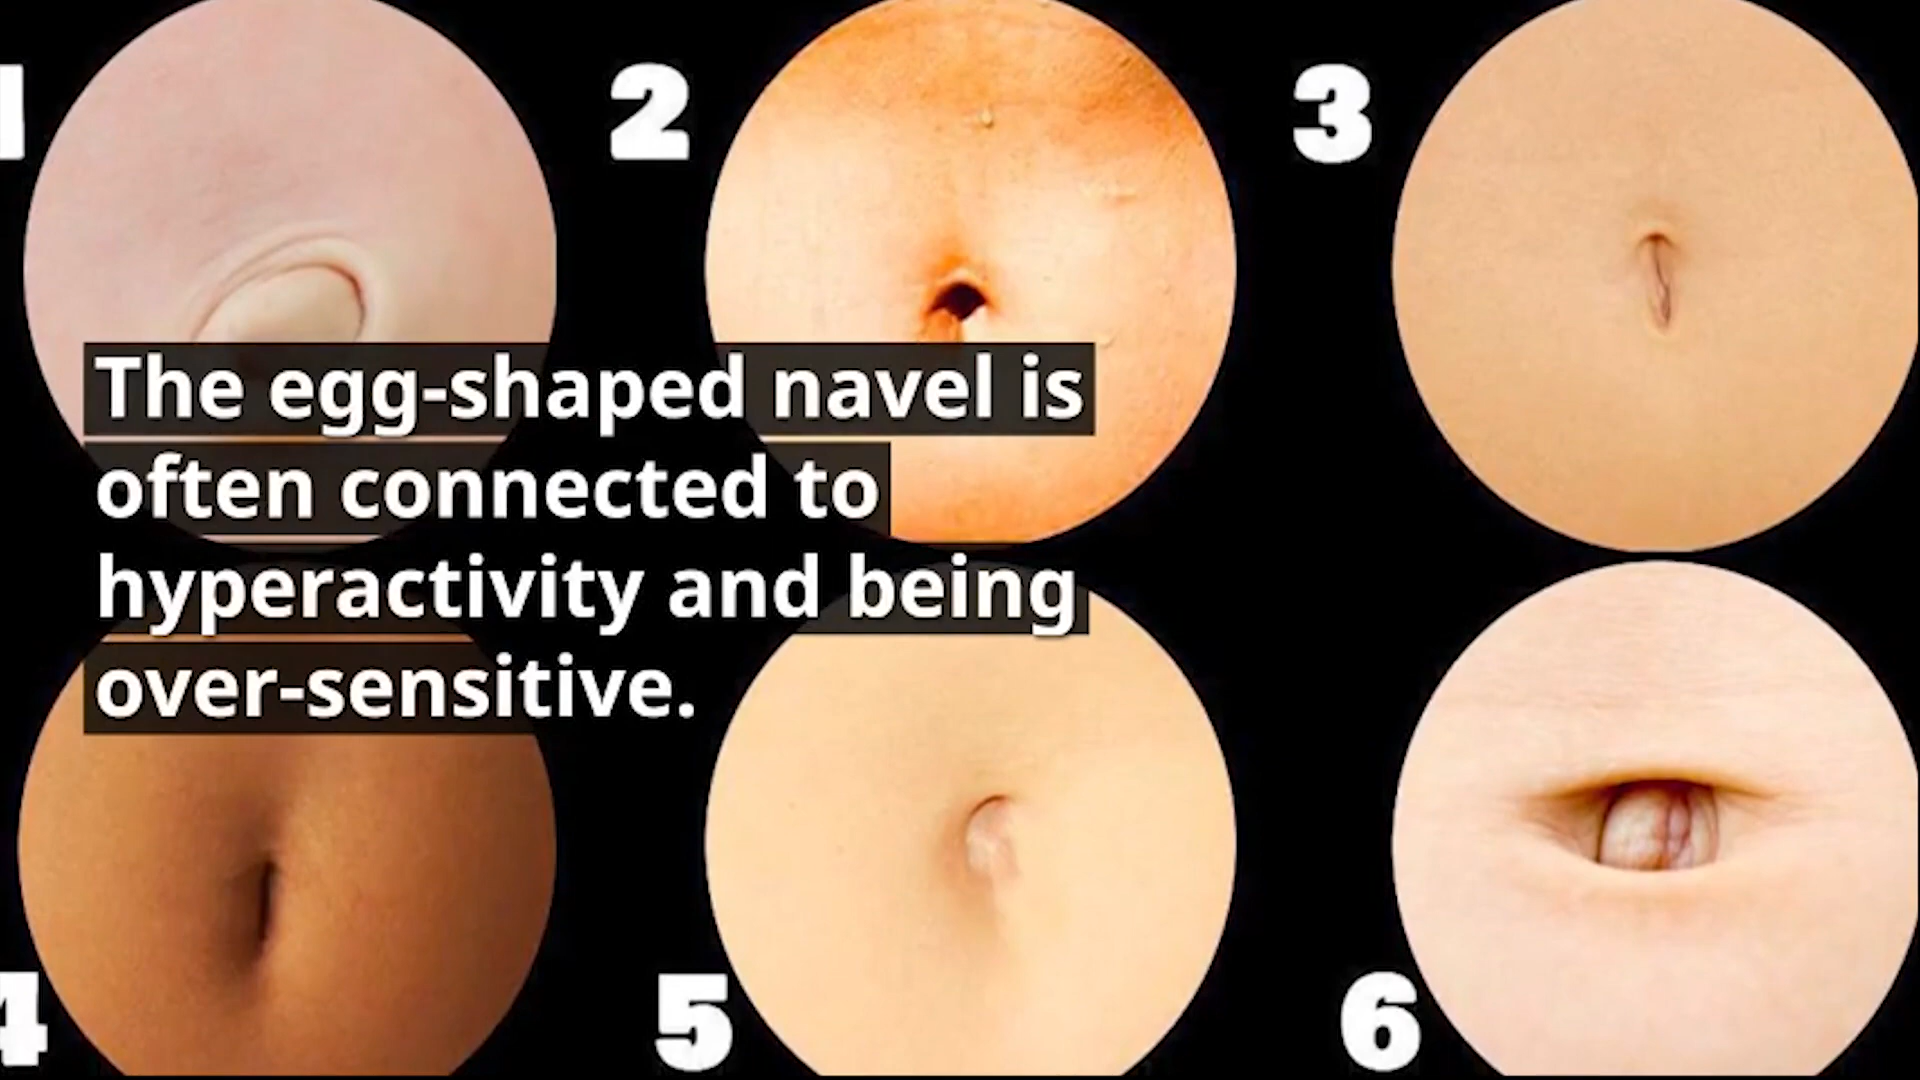 1
2
3
The egg-shaped navel is
often connected to
hyperactivity and being
over-sensitive.
4
5
6